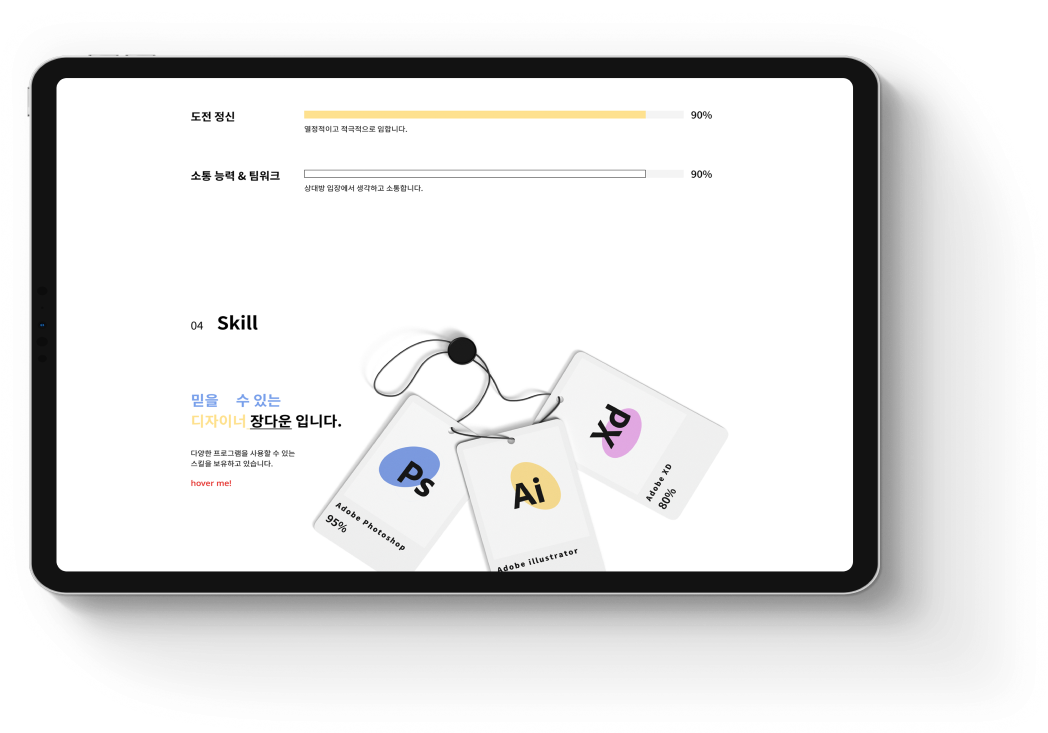 도전 정신
90%
열정적이고 적극적으로 임합니다.
소통 능력 & 팀워크
90%
상대방 입장에서 생각하고 소통합니다.
04 Skill
믿을 수 있는
디자이너 장다운 입니다.
다양한 프로그램을 사용할 수 있는
스킬을 보유하고 있습니다.
hover me!
Ps
Adobe Photoshop
95%
Ai
Adobe illustrator
Xd
Adobe XD
80%